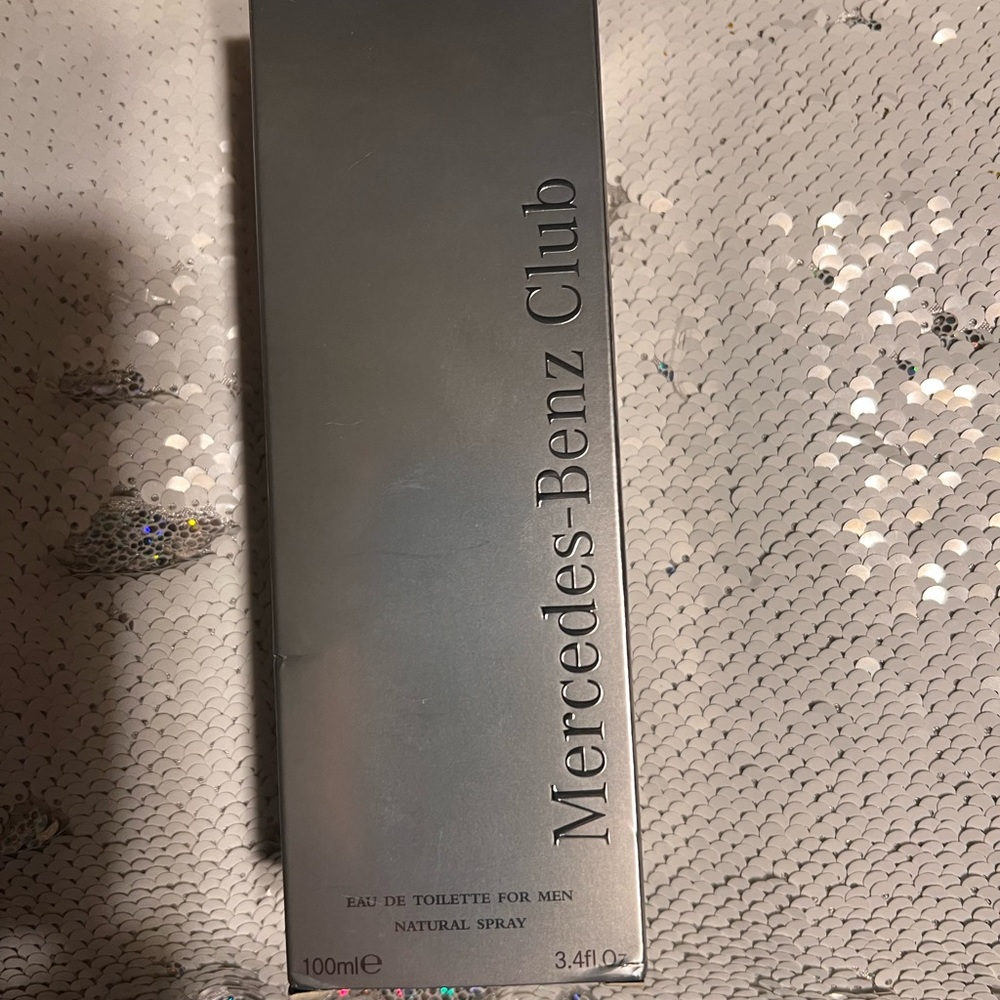 Mercedes-Benz Club
EAU DE TOILETTE FOR MEN
NATURAL SPRAY
100ml℮
3.4fl Oz